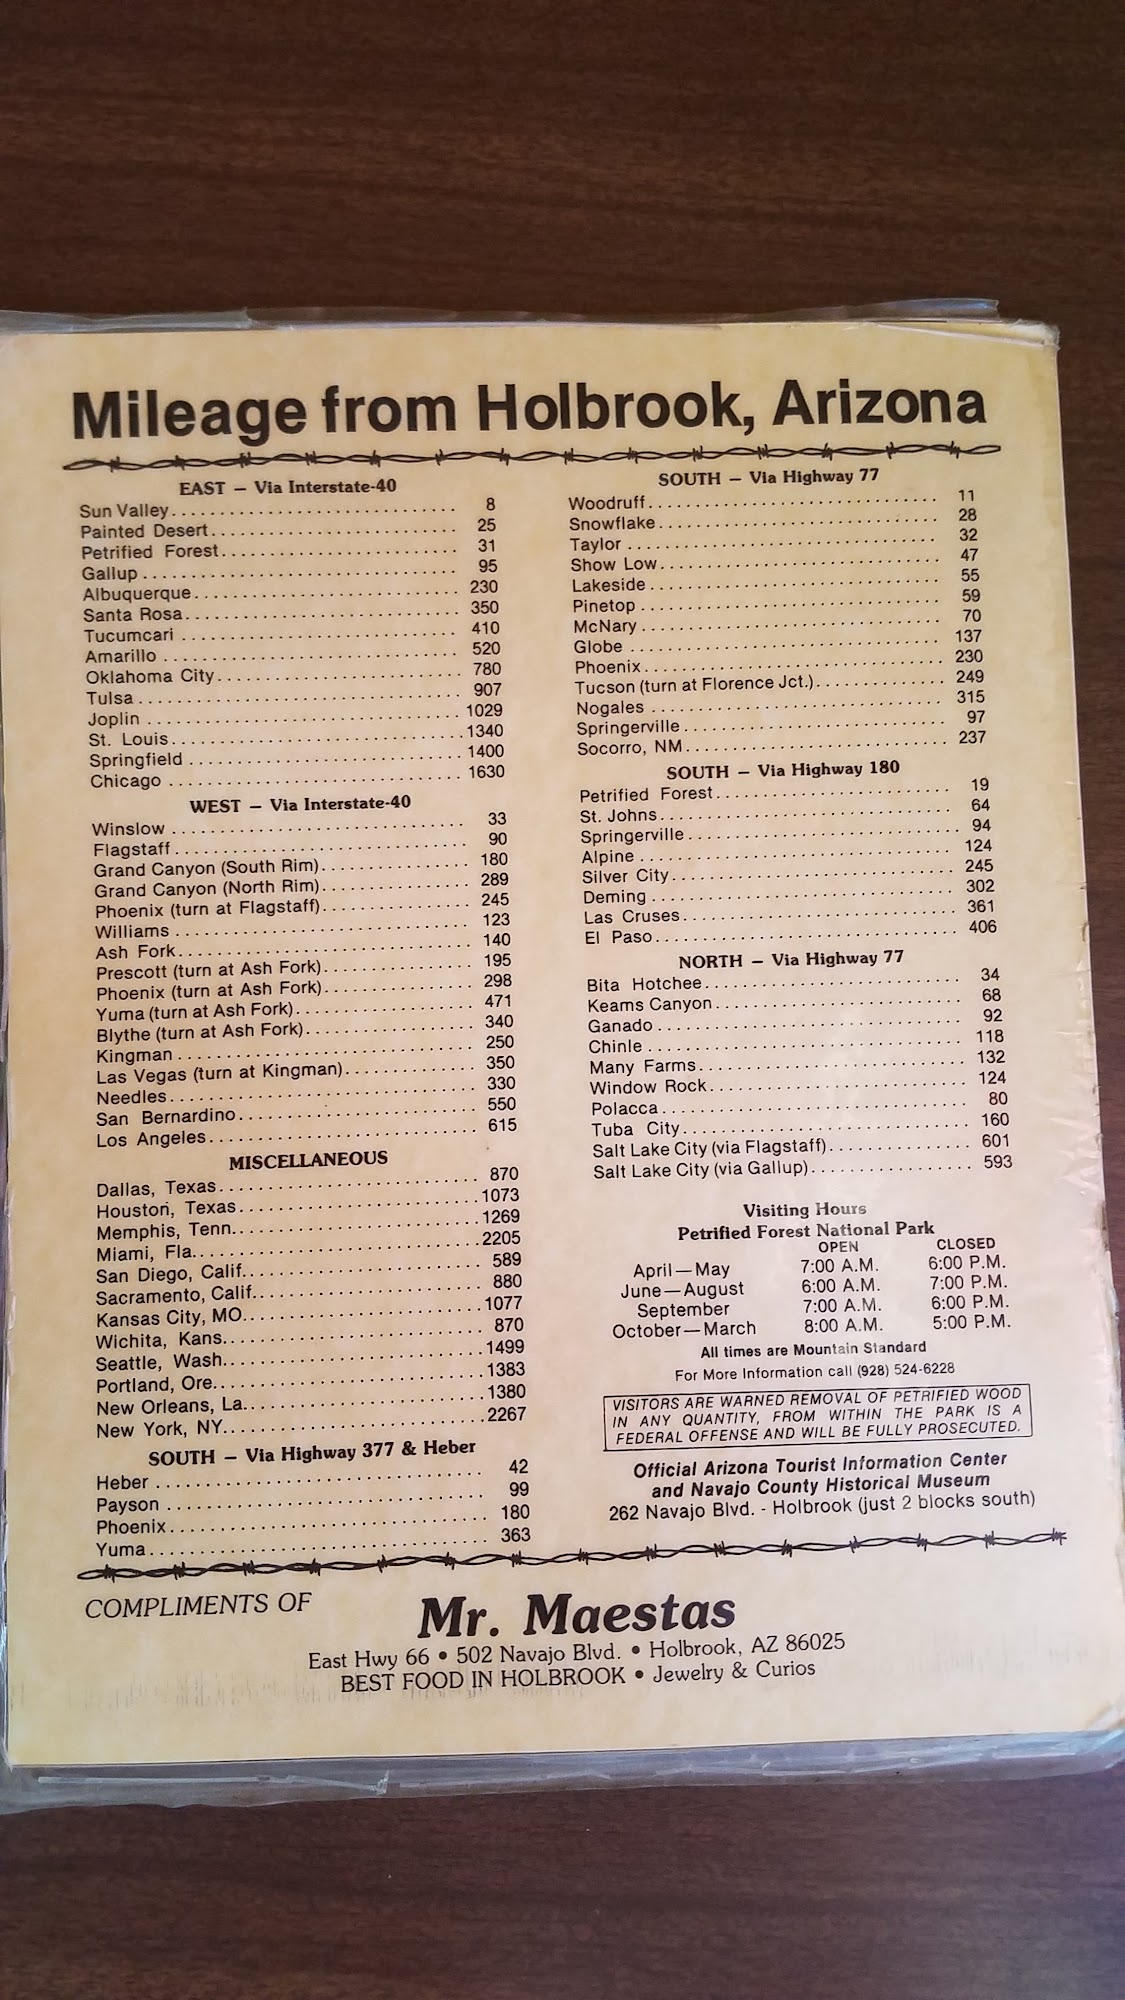 Mileage from Holbrook, Arizona
EAST – Via Interstate-40
Sun Valley 8
Painted Desert 25
Petrified Forest 31
Gallup 95
Albuquerque 230
Santa Rosa 350
Tucumcari 410
Amarillo 520
Oklahoma City 780
Tulsa 907
Joplin 1029
St. Louis 1340
Springfield 1400
Chicago 1630
WEST – Via Interstate-40
Winslow 33
Flagstaff 90
Grand Canyon (South Rim) 180
Grand Canyon (North Rim) 289
Phoenix (turn at Flagstaff) 245
Williams 123
Ash Fork 140
Prescott (turn at Ash Fork) 195
Phoenix (turn at Ash Fork) 298
Yuma (turn at Ash Fork) 471
Blythe (turn at Ash Fork) 340
Kingman 250
Las Vegas (turn at Kingman) 350
Needles 330
San Bernardino 550
Los Angeles 615
MISCELLANEOUS
Dallas, Texas 870
Houston, Texas 1073
Memphis, Tenn. 1269
Miami, Fla. 2205
San Diego, Calif. 589
Sacramento, Calif. 880
Kansas City, MO. 1077
Wichita, Kans. 870
Seattle, Wash. 1499
Portland, Ore. 1383
New Orleans, La. 1380
New York, NY. 2267
SOUTH – Via Highway 377 & Heber
Heber 42
Payson 99
Phoenix 180
Yuma 363
SOUTH – Via Highway 77
Woodruff 11
Snowflake 28
Taylor 32
Show Low 47
Lakeside 55
Pinetop 59
McNary 70
Globe 137
Phoenix 230
Tucson (turn at Florence Jct.) 249
Nogales 315
Springerville 97
Socorro, NM 237
SOUTH – Via Highway 180
Petrified Forest 19
St. Johns 64
Springerville 94
Alpine 124
Silver City 245
Deming 302
Las Cruses 361
El Paso 406
NORTH – Via Highway 77
Bita Hotchee 34
Keams Canyon 68
Ganado 92
Chinle 118
Many Farms 132
Window Rock 124
Polacca 80
Tuba City 160
Salt Lake City (via Flagstaff) 601
Salt Lake City (via Gallup) 593
Visiting Hours
Petrified Forest National Park
OPEN CLOSED
April—May 7:00 A.M. 6:00 P.M.
June—August 6:00 A.M. 7:00 P.M.
September 7:00 A.M. 6:00 P.M.
October—March 8:00 A.M. 5:00 P.M.
All times are Mountain Standard
For More Information call (928) 524-6228
VISITORS ARE WARNED REMOVAL OF PETRIFIED WOOD
IN ANY QUANTITY, FROM WITHIN THE PARK IS A
FEDERAL OFFENSE AND WILL BE FULLY PROSECUTED.
Official Arizona Tourist Information Center
and Navajo County Historical Museum
262 Navajo Blvd. - Holbrook (just 2 blocks south)
COMPLIMENTS OF
Mr. Maestas
East Hwy 66 • 502 Navajo Blvd. • Holbrook, AZ 86025
BEST FOOD IN HOLBROOK • Jewelry & Curios